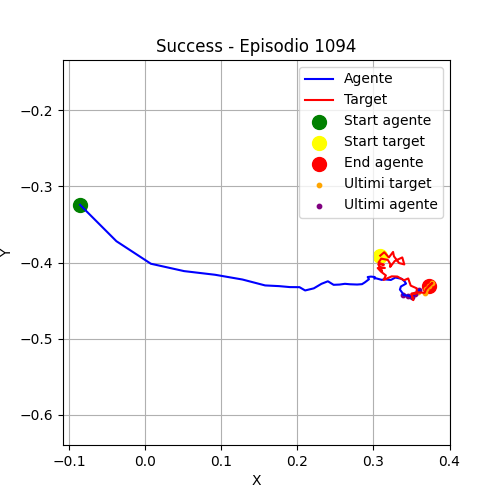 Success - Episodio 1094
Agente
Target
Start agente
Start target
End agente
Ultimi target
Ultimi agente
−0.2
−0.3
−0.4
−0.5
−0.6
Y
−0.1
0.0
0.1
0.2
0.3
0.4
X